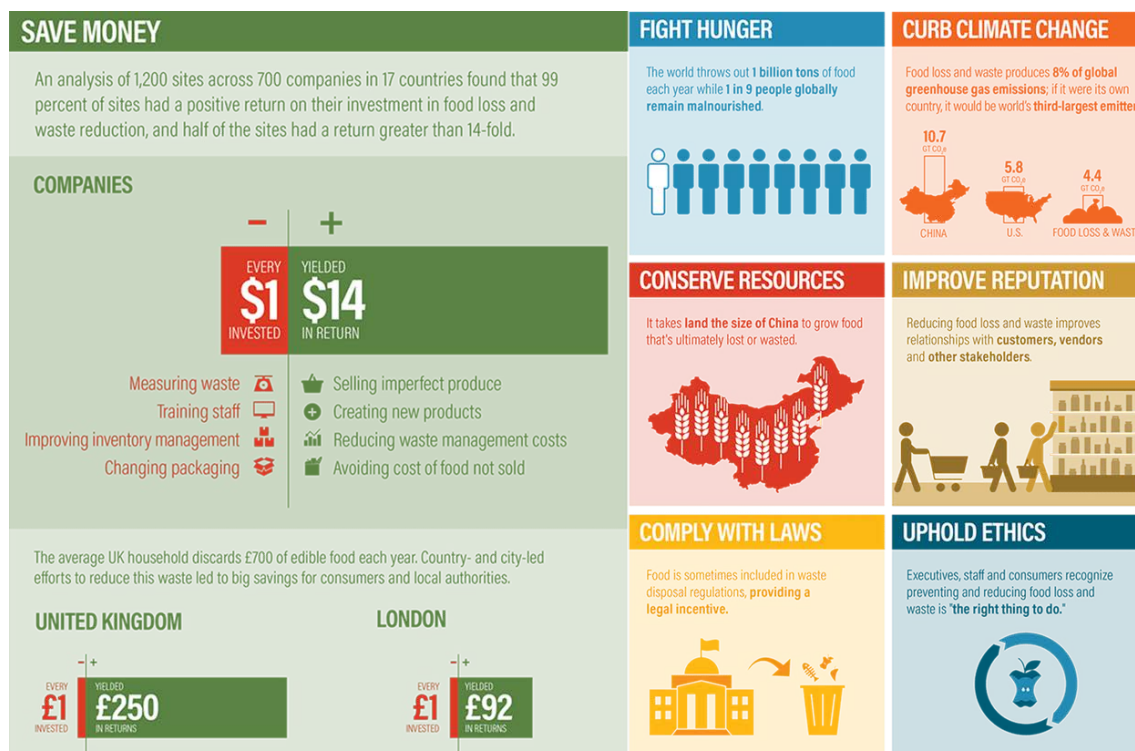 SAVE MONEY
An analysis of 1,200 sites across 700 companies in 17 countries found that 99
percent of sites had a positive return on their investment in food loss and
waste reduction, and half of the sites had a return greater than 14-fold.
COMPANIES
- +
EVERY
$1
INVESTED
YIELDED
$14
IN RETURN
Measuring waste
Training staff
Improving inventory management
Changing packaging
Selling imperfect produce
Creating new products
Reducing waste management costs
Avoiding cost of food not sold
The average UK household discards £700 of edible food each year. Country- and city-led
efforts to reduce this waste led to big savings for consumers and local authorities.
UNITED KINGDOM
- +
EVERY
£1
INVESTED
YIELDED
£250
IN RETURNS
LONDON
- +
EVERY
£1
INVESTED
YIELDED
£92
IN RETURNS
FIGHT HUNGER
The world throws out 1 billion tons of food
each year while 1 in 9 people globally
remain malnourished.
CURB CLIMATE CHANGE
Food loss and waste produces 8% of global
greenhouse gas emissions; if it were its own
country, it would be world's third-largest emitter
10.7
GT CO₂e
CHINA
5.8
GT CO₂e
U.S.
4.4
GT CO₂e
FOOD LOSS & WAST
CONSERVE RESOURCES
It takes land the size of China to grow food
that's ultimately lost or wasted.
IMPROVE REPUTATION
Reducing food loss and waste improves
relationships with customers, vendors
and other stakeholders.
COMPLY WITH LAWS
Food is sometimes included in waste
disposal regulations, providing a
legal incentive.
UPHOLD ETHICS
Executives, staff and consumers recognize
preventing and reducing food loss and
waste is "the right thing to do."